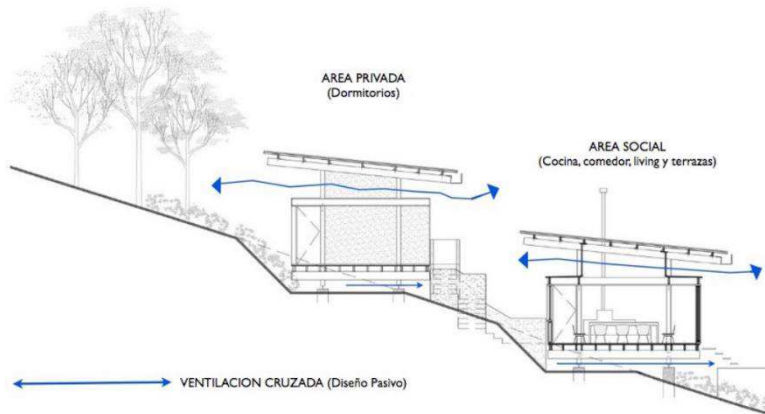 AREA PRIVADA
(Dormitorios)
AREA SOCIAL
(Cocina, comedor, living y terrazas)
VENTILACION CRUZADA (Diseño Pasivo)